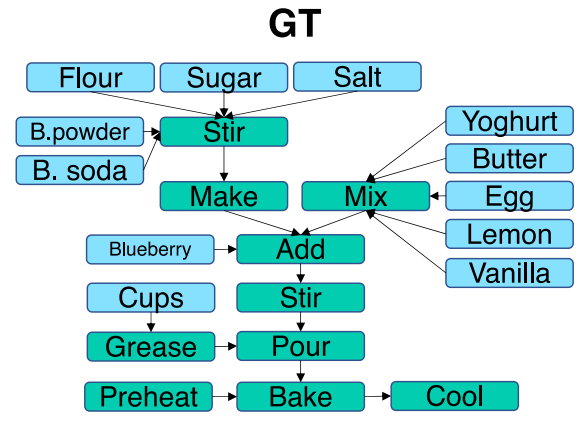 GT
Flour
Sugar
Salt
B.powder
Stir
Yoghurt
B. soda
Butter
Make
Mix
Egg
Lemon
Blueberry
Add
Vanilla
Cups
Stir
Grease
Pour
Preheat
Bake
Cool